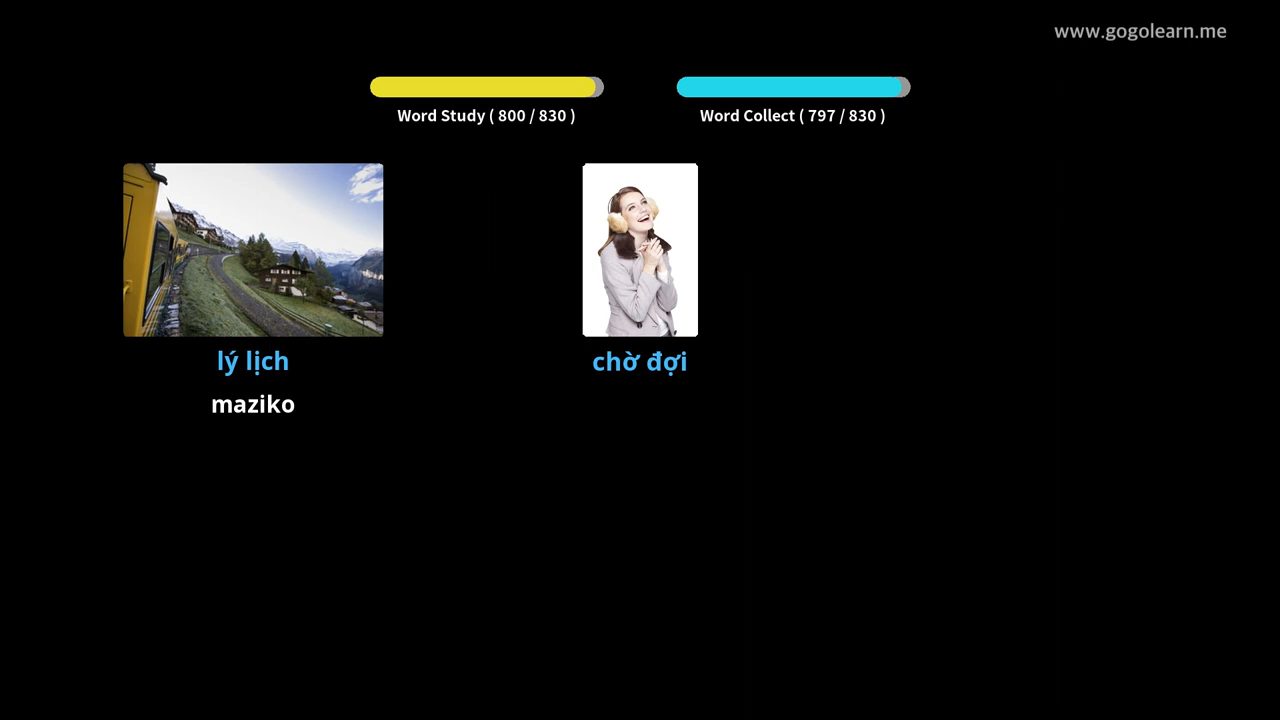 www.gogolearn.me
Word Study ( 800 / 830 )
Word Collect ( 797 / 830 )
lý lịch
chờ đợi
maziko